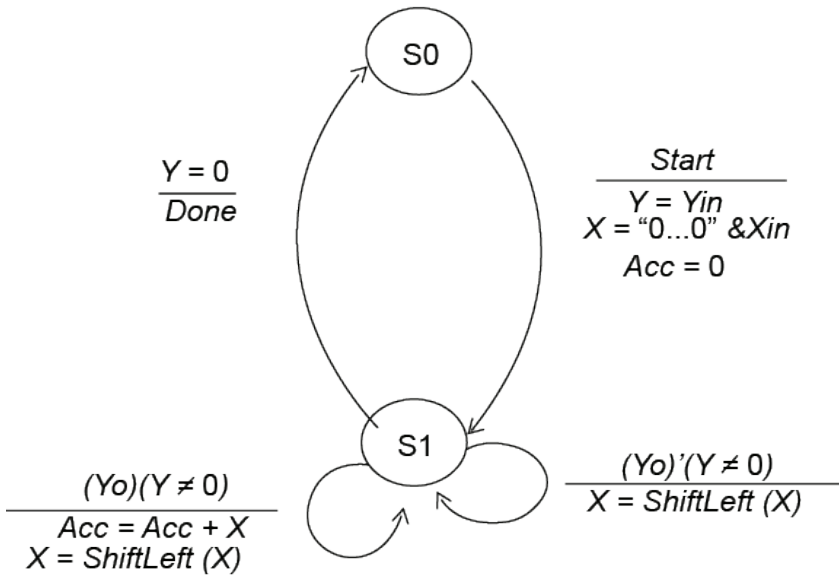 S0
Y = 0
Done
Start
Y = Yin
X = “0...0” &Xin
Acc = 0
S1
(Yo)(Y ≠ 0)
Acc = Acc + X
X = ShiftLeft (X)
(Yo)’(Y ≠ 0)
X = ShiftLeft (X)